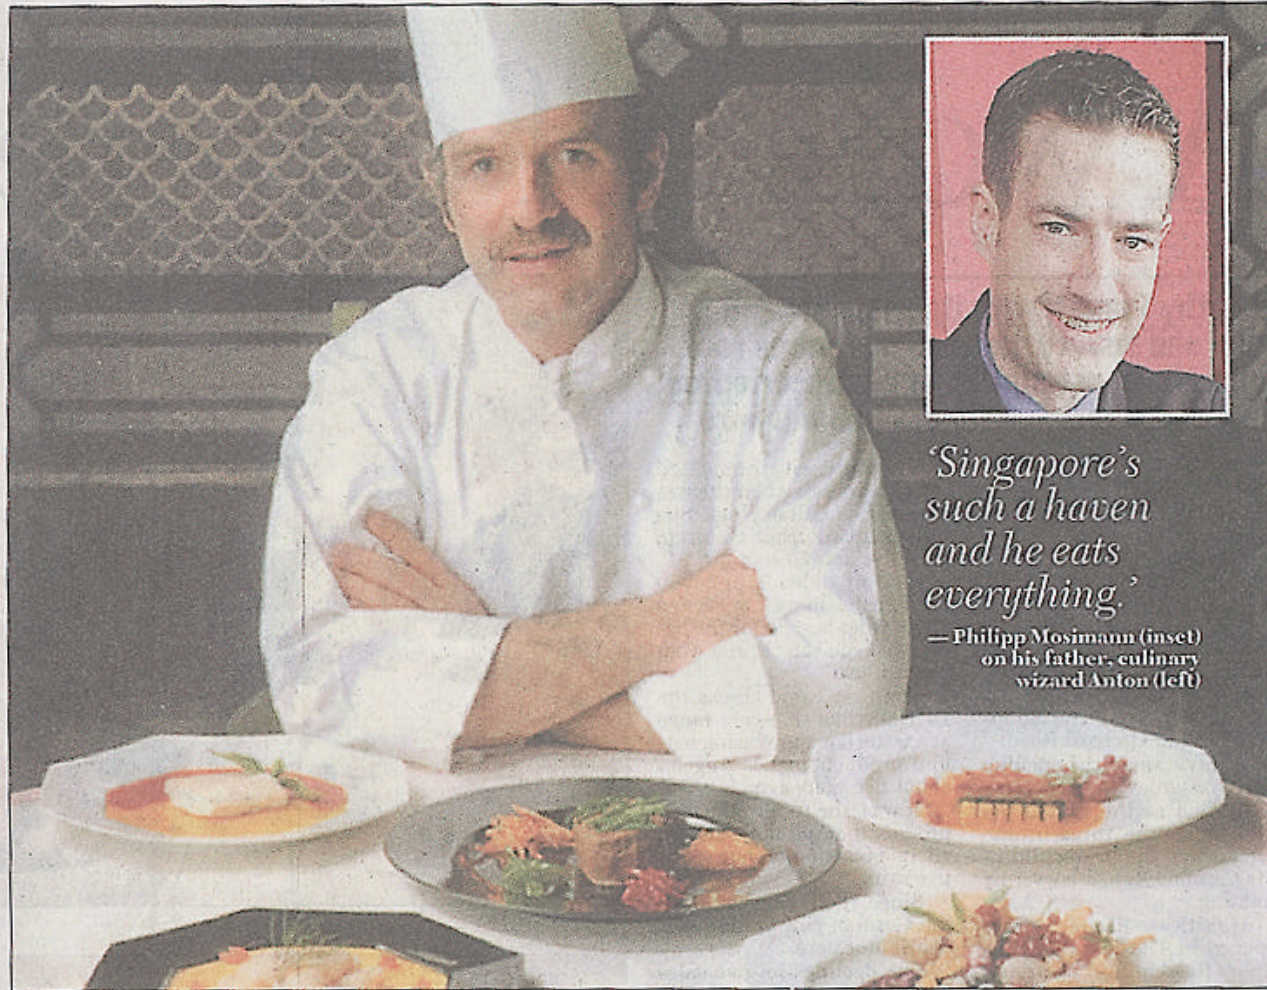 ‘Singapore’s
such a haven
and he eats
everything.’
— Philipp Mosimann (inset)
on his father, culinary
wizard Anton (left)